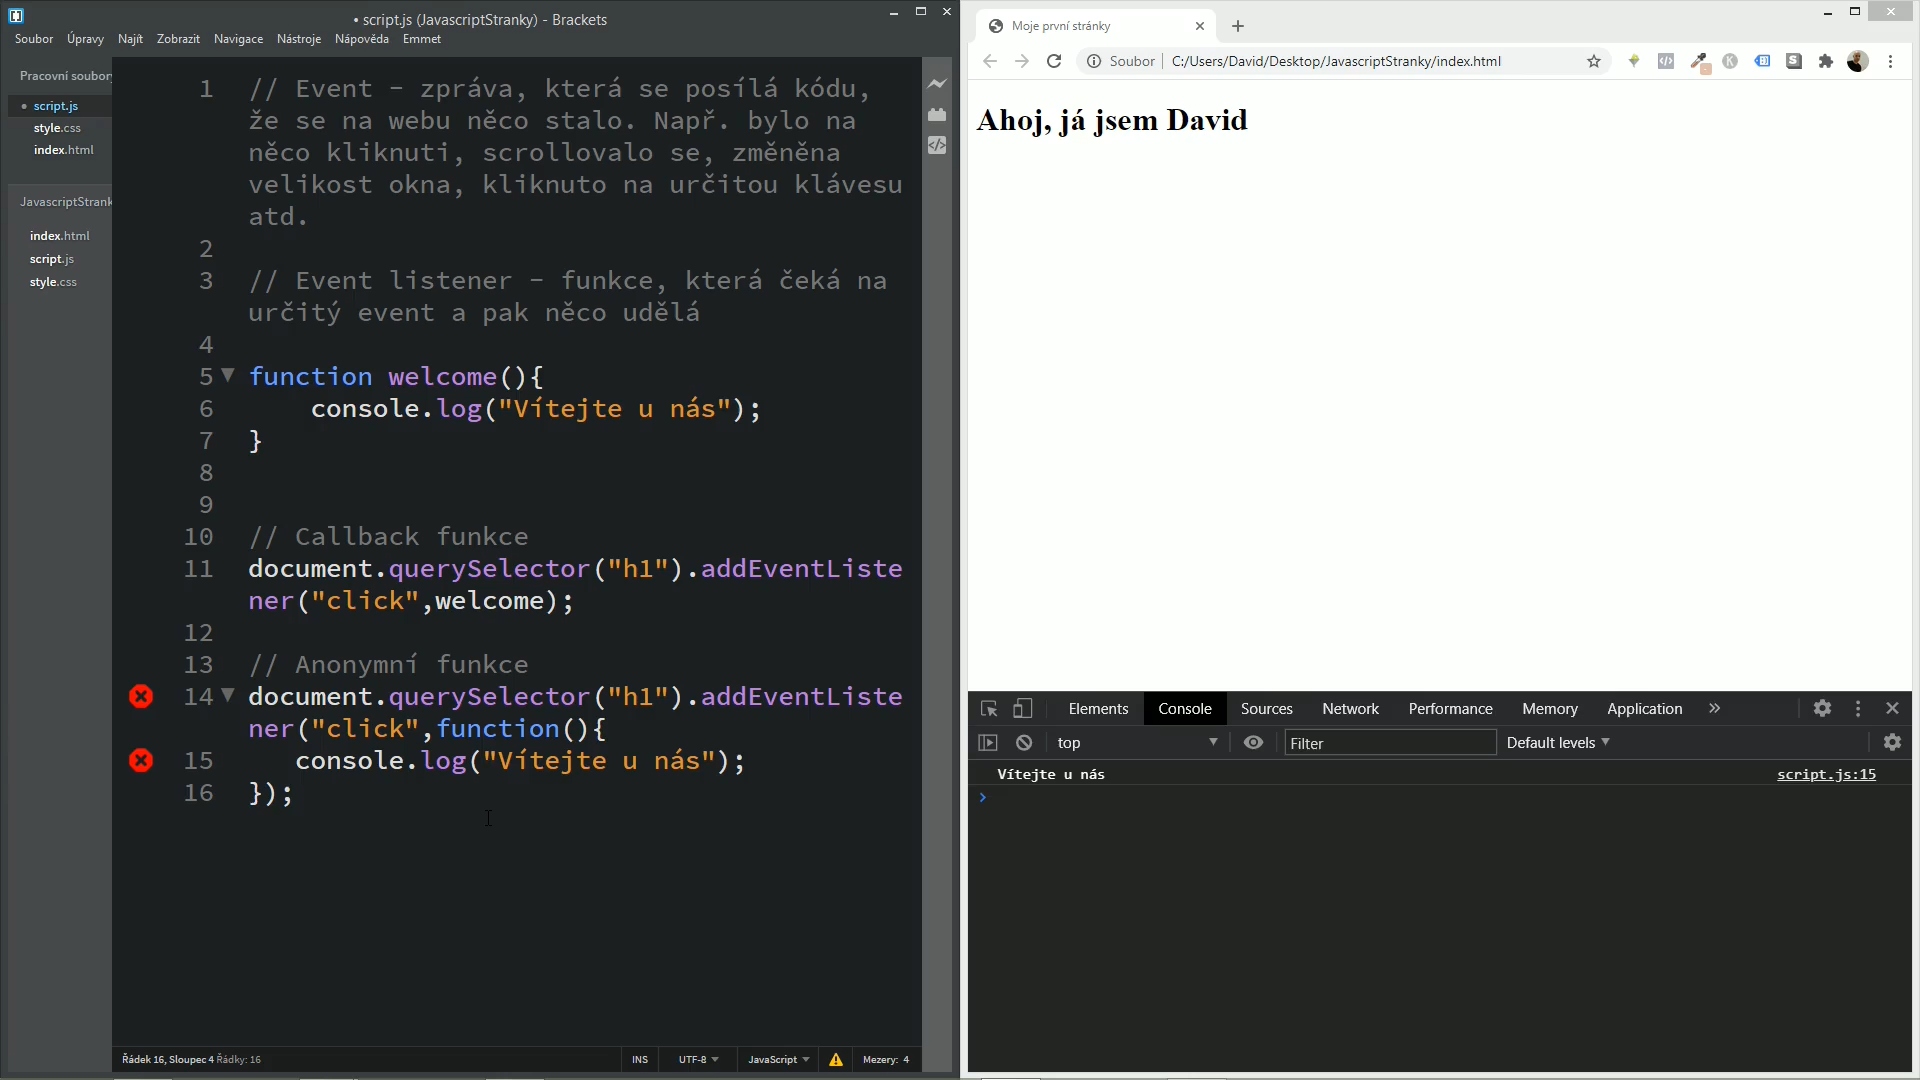 • script.js (JavascriptStranky) - Brackets
Soubor Úpravy Najít Zobrazit Navigace Nástroje Nápověda Emmet
Pracovní soubory
• script.js
style.css
index.html
JavascriptStrank
index.html
script.js
style.css
1 // Event - zpráva, která se posílá kódu,
že se na webu něco stalo. Např. bylo na
něco kliknuti, scrollovalo se, změněna
velikost okna, kliknuto na určitou klávesu
atd.
2
3 // Event listener - funkce, která čeká na
určitý event a pak něco udělá
4
5 function welcome(){
6 console.log("Vítejte u nás");
7 }
8
9
10 // Callback funkce
11 document.querySelector("h1").addEventListe
ner("click",welcome);
12
13 // Anonymní funkce
14 document.querySelector("h1").addEventListe
ner("click",function(){
15 console.log("Vítejte u nás");
16 });
Řádek 16, Sloupec 4 Řádky: 16
INS UTF-8 JavaScript Mezery: 4
Moje první stránky
Soubor | C:/Users/David/Desktop/JavascriptStranky/index.html
Ahoj, já jsem David
Elements Console Sources Network Performance Memory Application »
top Filter Default levels
Vítejte u nás script.js:15